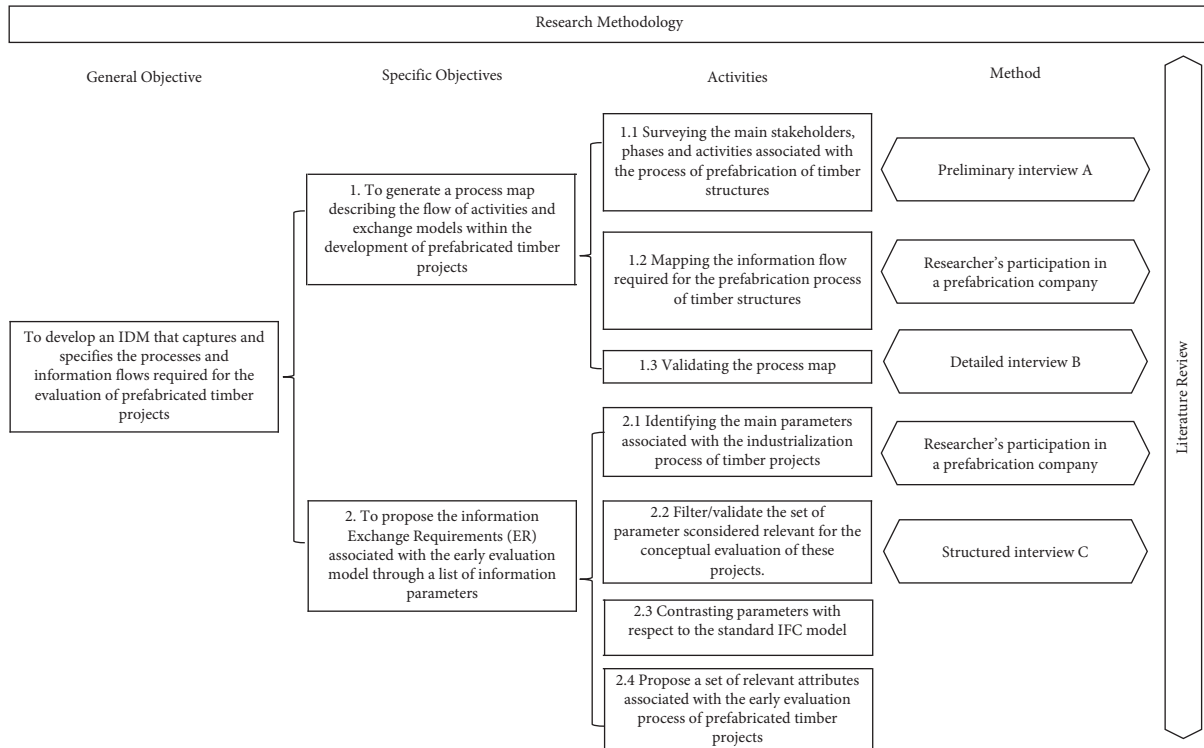 Research Methodology
General Objective
Specific Objectives
Activities
Method
To develop an IDM that captures and
specifies the processes and
information flows required for the
evaluation of prefabricated timber
projects
1. To generate a process map
describing the flow of activities and
exchange models within the
development of prefabricated timber
projects
2. To propose the information
Exchange Requirements (ER)
associated with the early evaluation
model through a list of information
parameters
1.1 Surveying the main stakeholders,
phases and activities associated with
the process of prefabrication of timber
structures
1.2 Mapping the information flow
required for the prefabrication process
of timber structures
1.3 Validating the process map
2.1 Identifying the main parameters
associated with the industrialization
process of timber projects
2.2 Filter/validate the set of
parameter sconsidered relevant for the
conceptual evaluation of these
projects.
2.3 Contrasting parameters with
respect to the standard IFC model
2.4 Propose a set of relevant attributes
associated with the early evaluation
process of prefabricated timber
projects
Preliminary interview A
Researcher's participation in
a prefabrication company
Detailed interview B
Researcher's participation in
a prefabrication company
Structured interview C
Literature Review